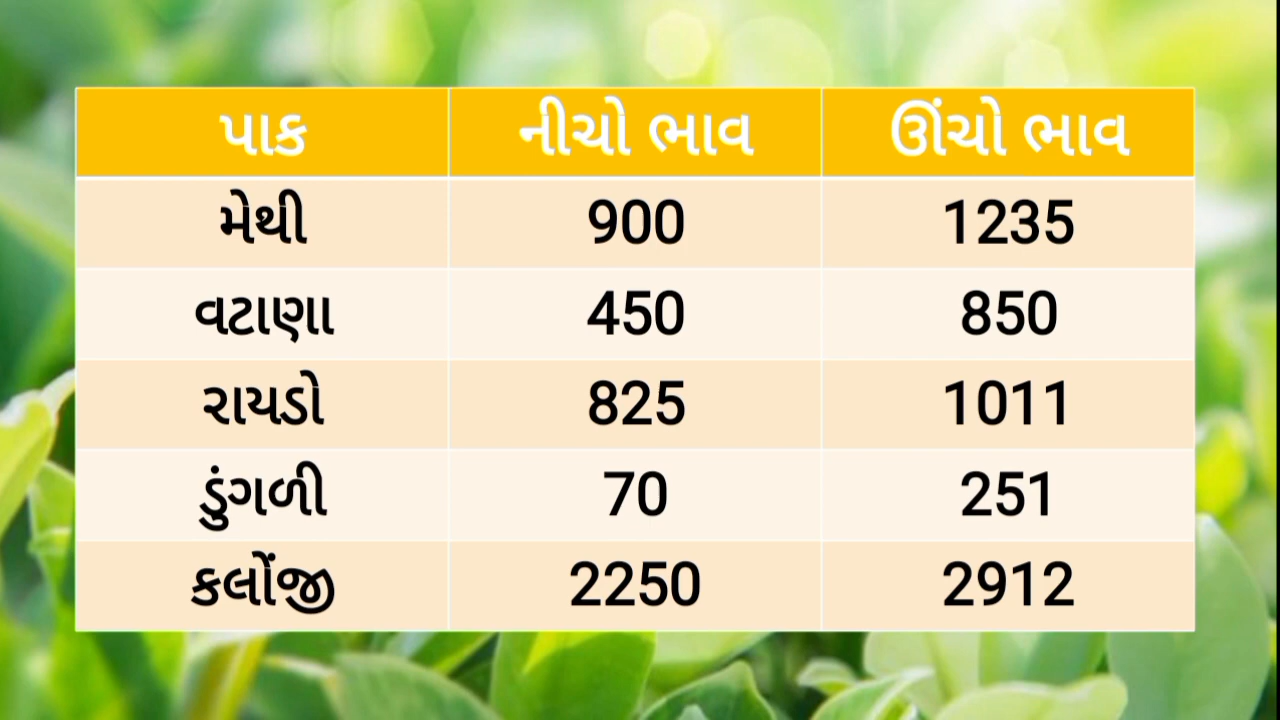 પાક નીચો ભાવ ઊંચો ભાવ
મેથી 900 1235
વટાણા 450 850
રાયડો 825 1011
ડુંગળી 70 251
કલોંજી 2250 2912